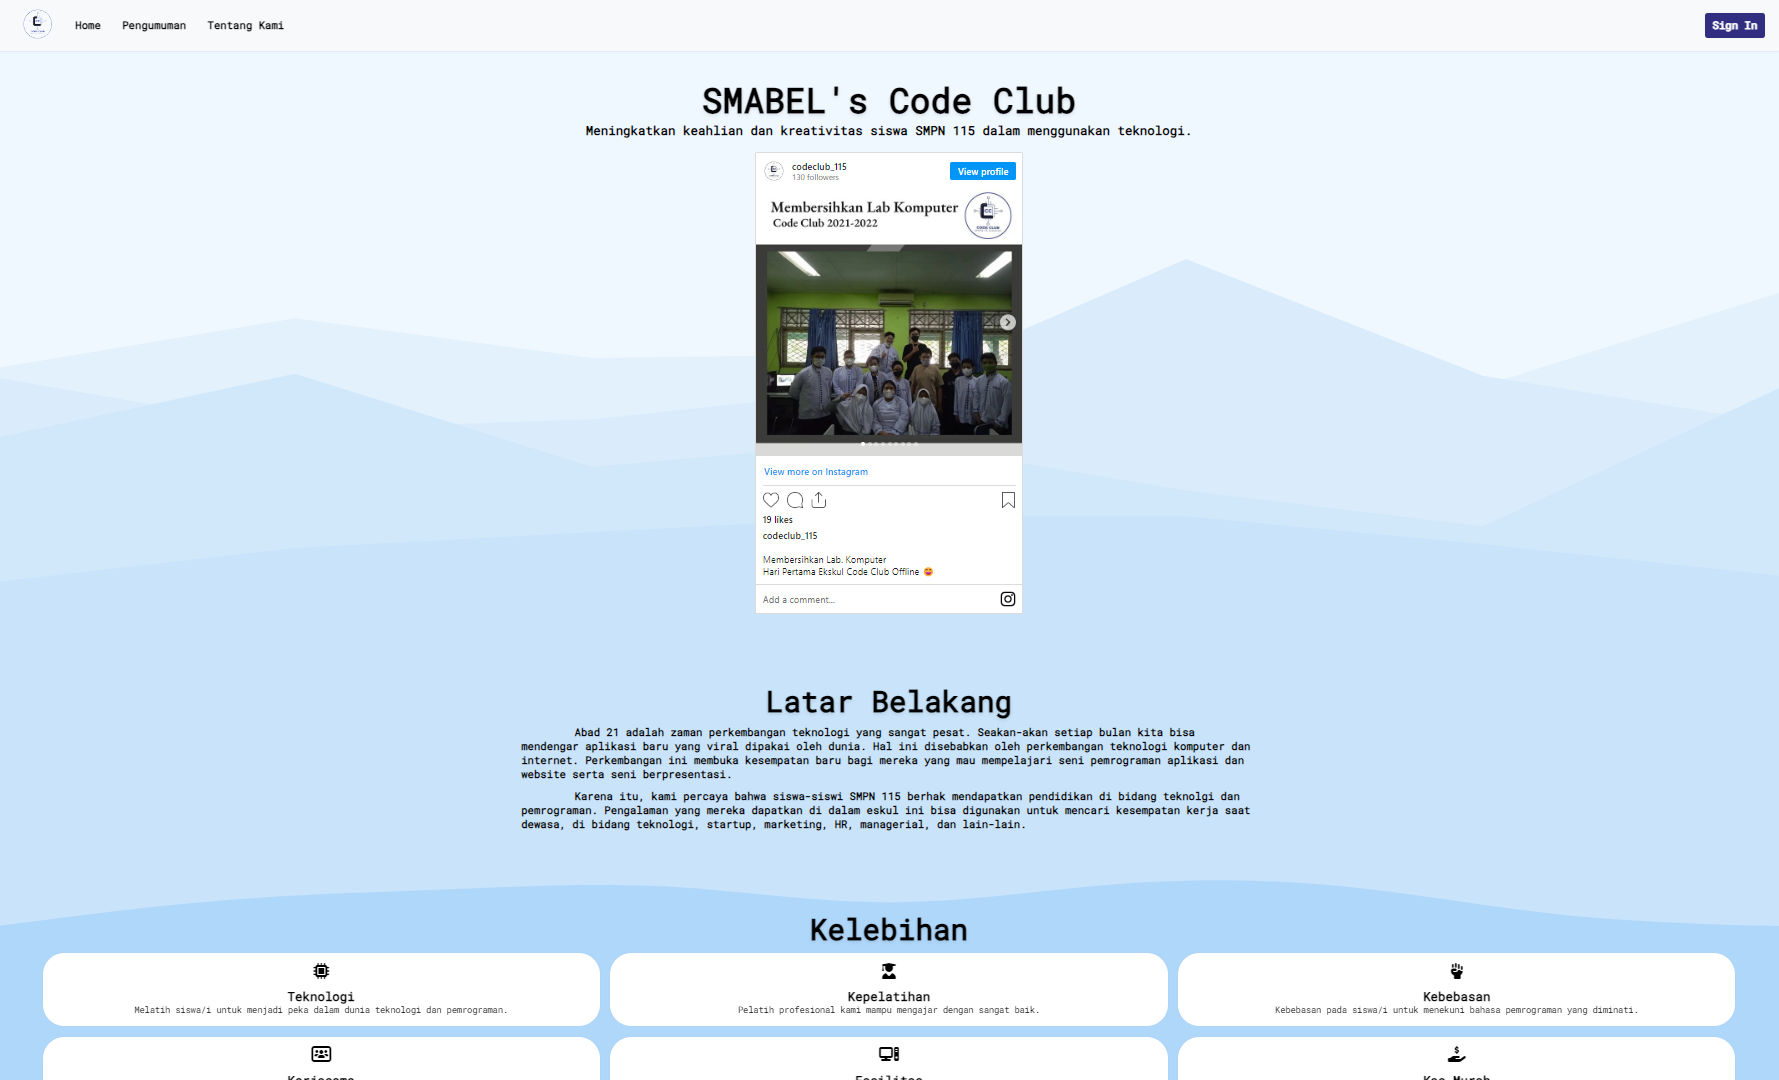 Home Pengumuman Tentang Kami Sign In
SMABEL's Code Club
Meningkatkan keahlian dan kreativitas siswa SMPN 115 dalam menggunakan teknologi.
codeclub_115
130 followers
View profile
Membersihkan Lab Komputer
Code Club 2021-2022
CODE CLUB
View more on Instagram
19 likes
codeclub_115
Membersihkan Lab. Komputer
Hari Pertama Ekskul Code Club Offline 🤩
Add a comment...
Latar Belakang
Abad 21 adalah zaman perkembangan teknologi yang sangat pesat. Seakan-akan setiap bulan kita bisa
mendengar aplikasi baru yang viral dipakai oleh dunia. Hal ini disebabkan oleh perkembangan teknologi komputer dan
internet. Perkembangan ini membuka kesempatan baru bagi mereka yang mau mempelajari seni pemrograman aplikasi dan
website serta seni berpresentasi.
Karena itu, kami percaya bahwa siswa-siswi SMPN 115 berhak mendapatkan pendidikan di bidang teknolgi dan
pemrograman. Pengalaman yang mereka dapatkan di dalam eskul ini bisa digunakan untuk mencari kesempatan kerja saat
dewasa, di bidang teknologi, startup, marketing, HR, managerial, dan lain-lain.
Kelebihan
Teknologi
Melatih siswa/i untuk menjadi peka dalam dunia teknologi dan pemrograman.
Kepelatihan
Pelatih profesional kami mampu mengajar dengan sangat baik.
Kebebasan
Kebebasan pada siswa/i untuk menekuni bahasa pemrograman yang diminati.